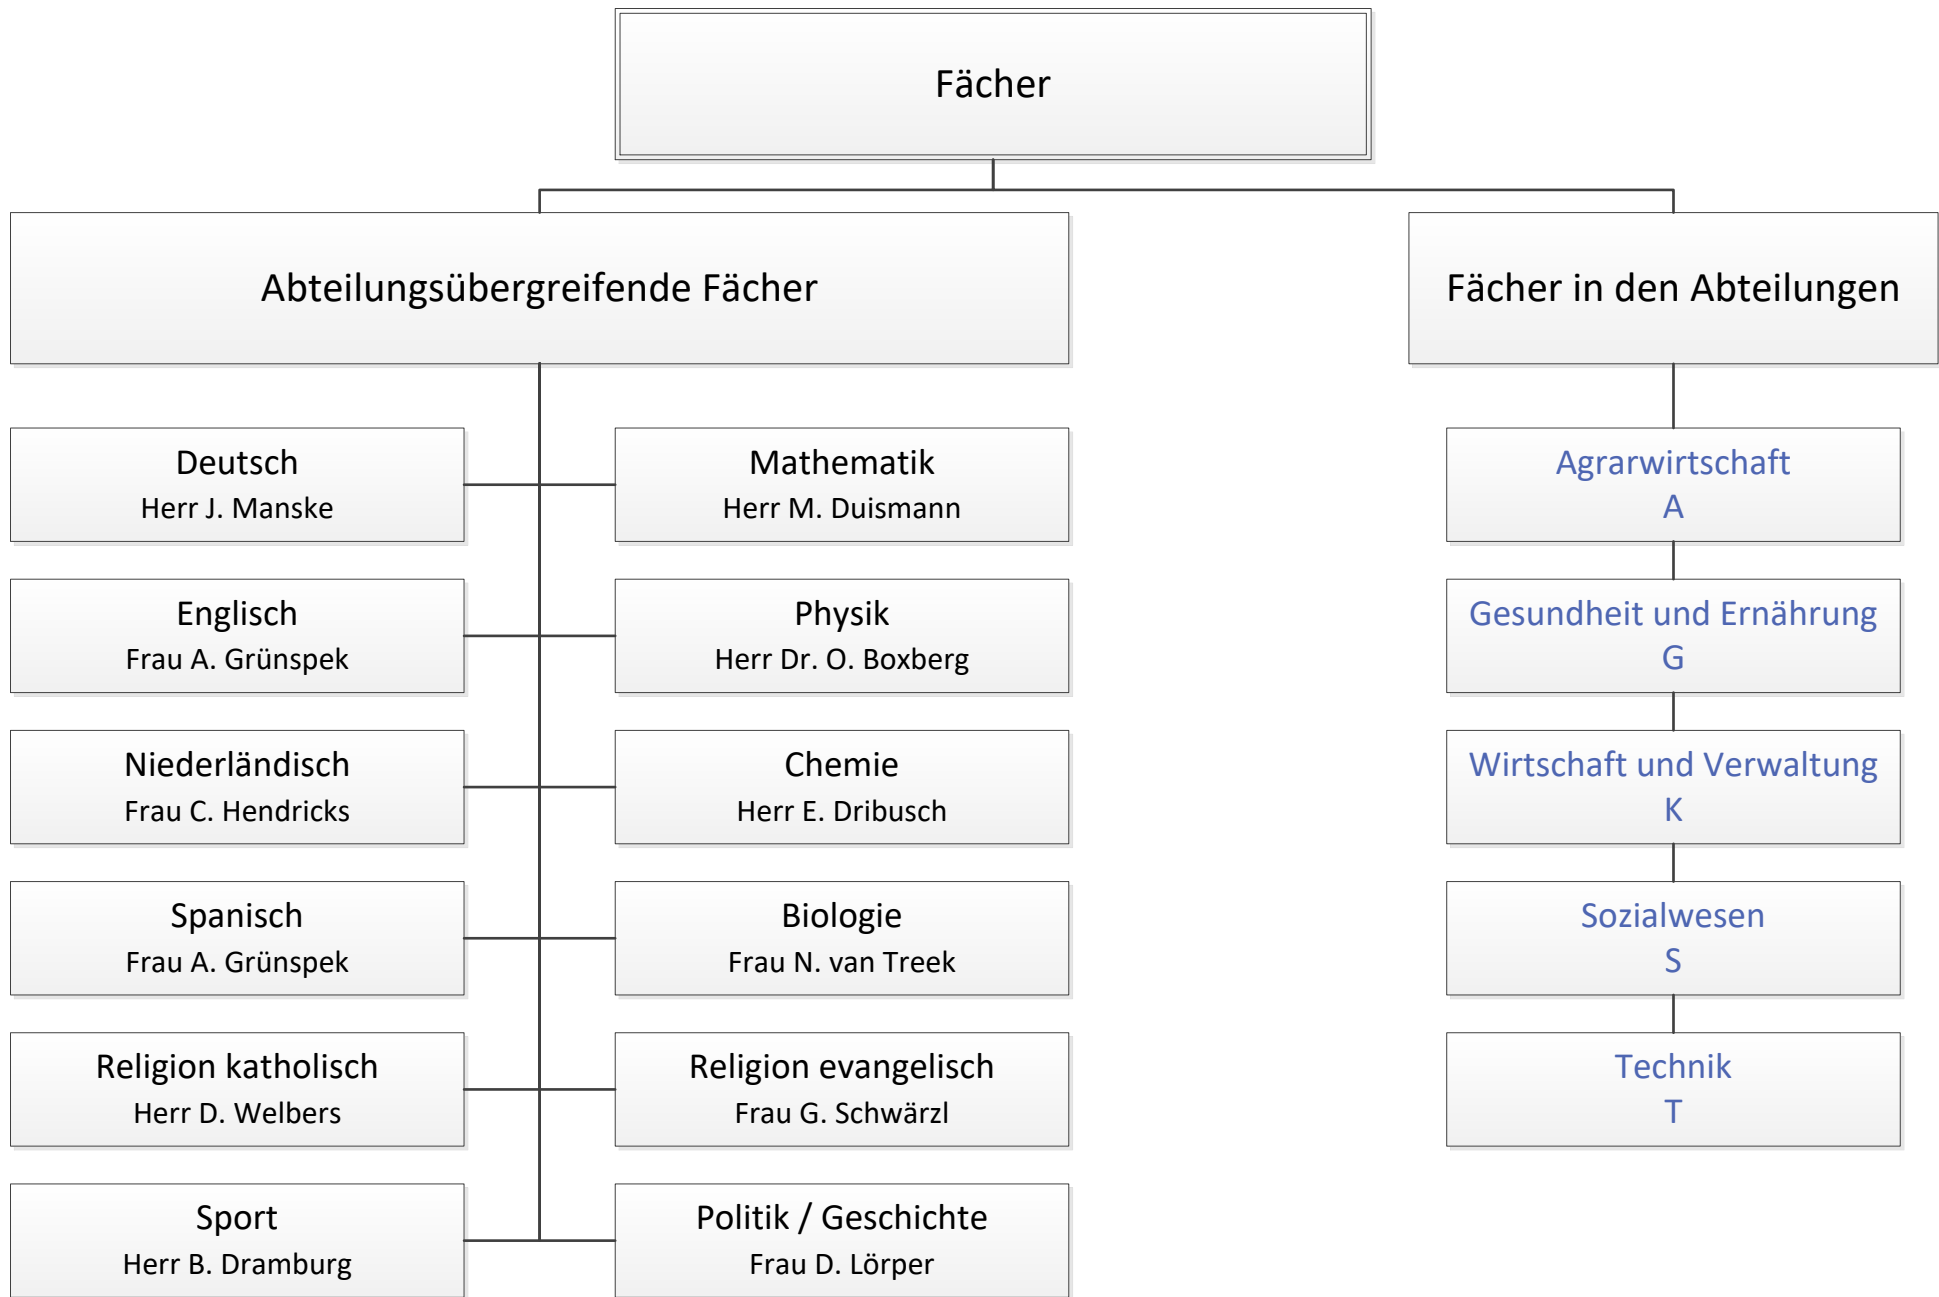 Fächer
Abteilungsübergreifende Fächer
Fächer in den Abteilungen
Deutsch
Herr J. Manske
Mathematik
Herr M. Duismann
Agrarwirtschaft
A
Englisch
Frau A. Grünspek
Physik
Herr Dr. O. Boxberg
Gesundheit und Ernährung
G
Niederländisch
Frau C. Hendricks
Chemie
Herr E. Dribusch
Wirtschaft und Verwaltung
K
Spanisch
Frau A. Grünspek
Biologie
Frau N. van Treek
Sozialwesen
S
Religion katholisch
Herr D. Welbers
Religion evangelisch
Frau G. Schwärzl
Technik
T
Sport
Herr B. Dramburg
Politik / Geschichte
Frau D. Lörper